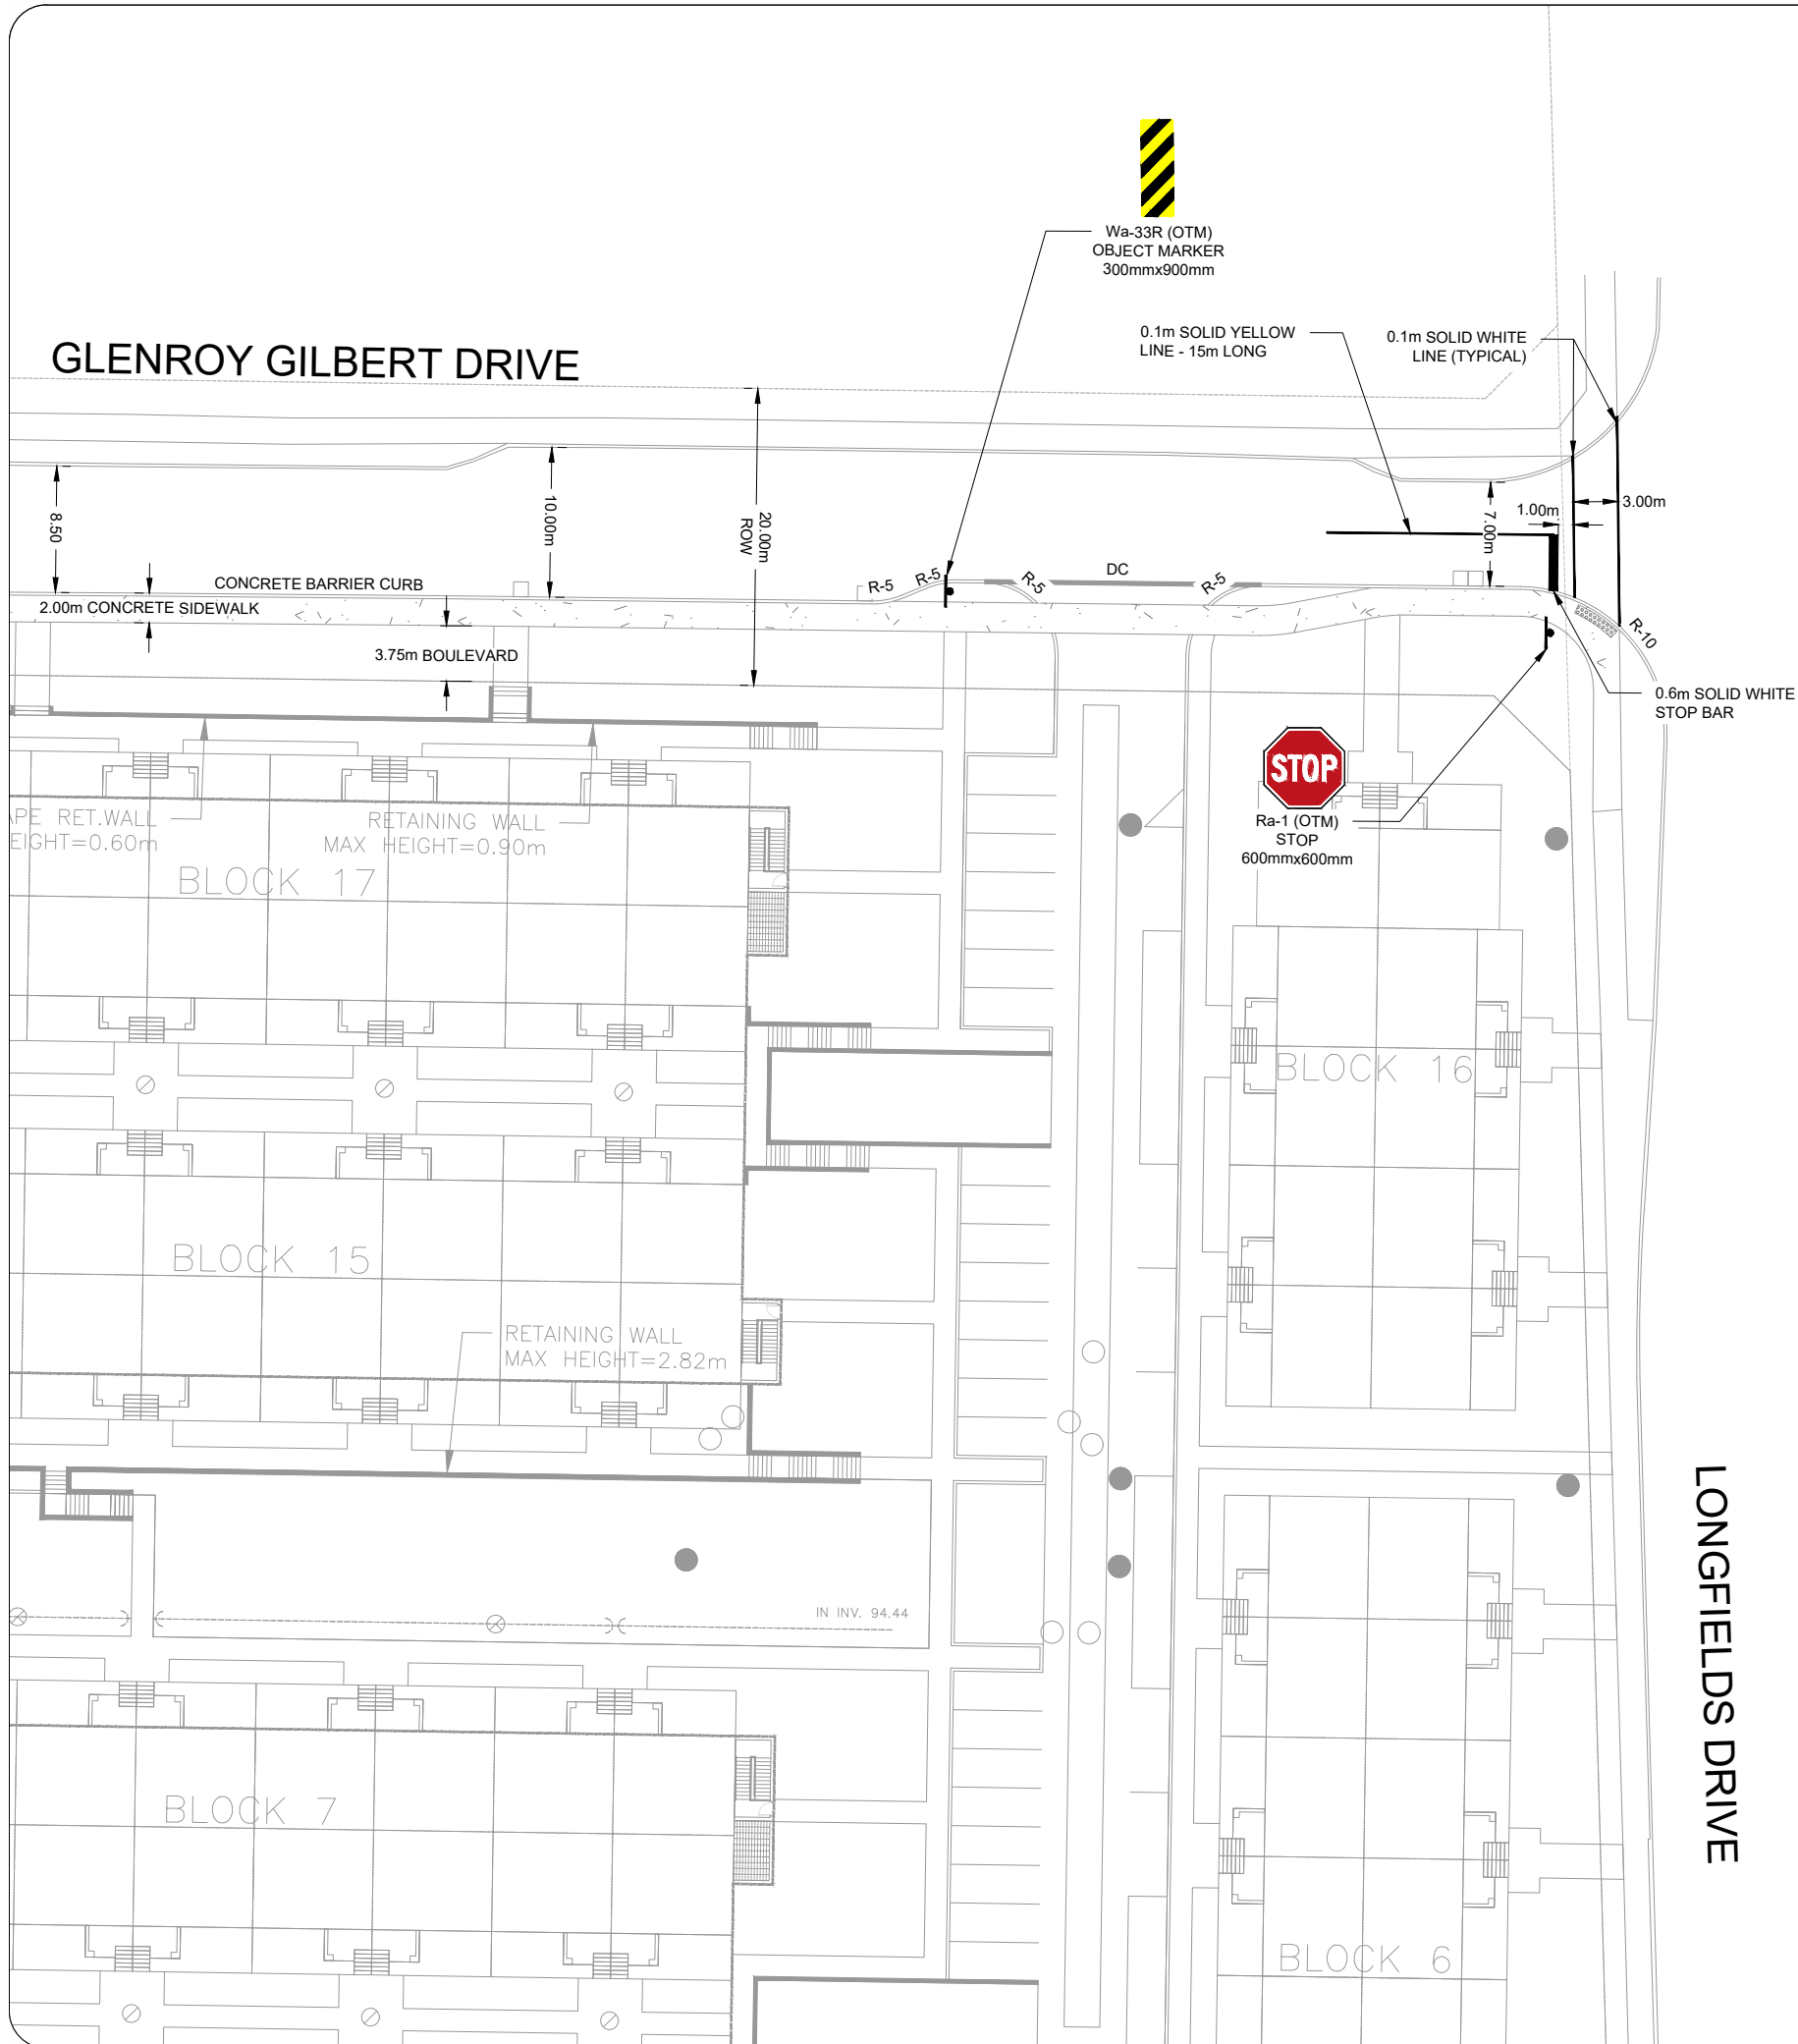 Wa-33R (OTM)
OBJECT MARKER
300mmx900mm
0.1m SOLID YELLOW
LINE - 15m LONG
0.1m SOLID WHITE
LINE (TYPICAL)
GLENROY GILBERT DRIVE
8.50
10.00m
20.00m
ROW
7.00m
1.00m
3.00m
CONCRETE BARRIER CURB
2.00m CONCRETE SIDEWALK
3.75m BOULEVARD
R-5
R-5
R-5
DC
R-5
R-10
0.6m SOLID WHITE
STOP BAR
STOP
Ra-1 (OTM)
STOP
600mmx600mm
RET.WALL
=0.60m
RETAINING WALL
MAX HEIGHT=0.90m
BLOCK 17
BLOCK 16
BLOCK 15
RETAINING WALL
MAX HEIGHT=2.82m
IN INV. 94.44
LONGFIELDS DRIVE
BLOCK 7
BLOCK 6